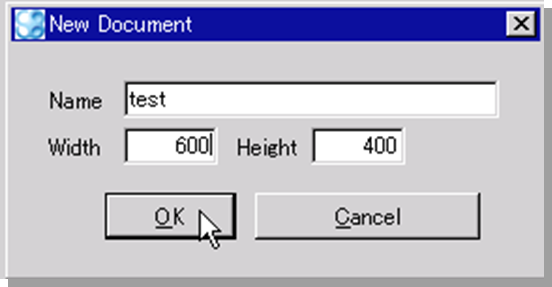 New Document
Name test
Width 600 Height 400
OK Cancel